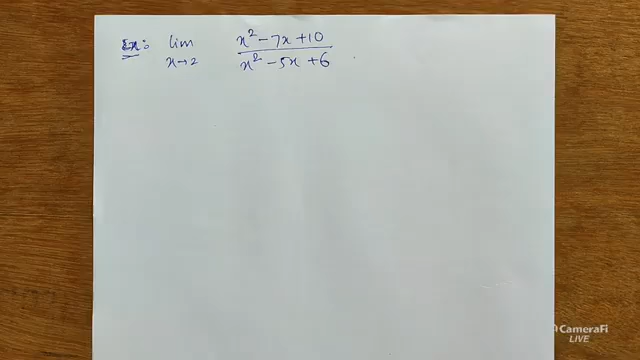 Ex: lim x→2 x² - 7x + 10 / x² - 5x + 6
CameraFi
LIVE